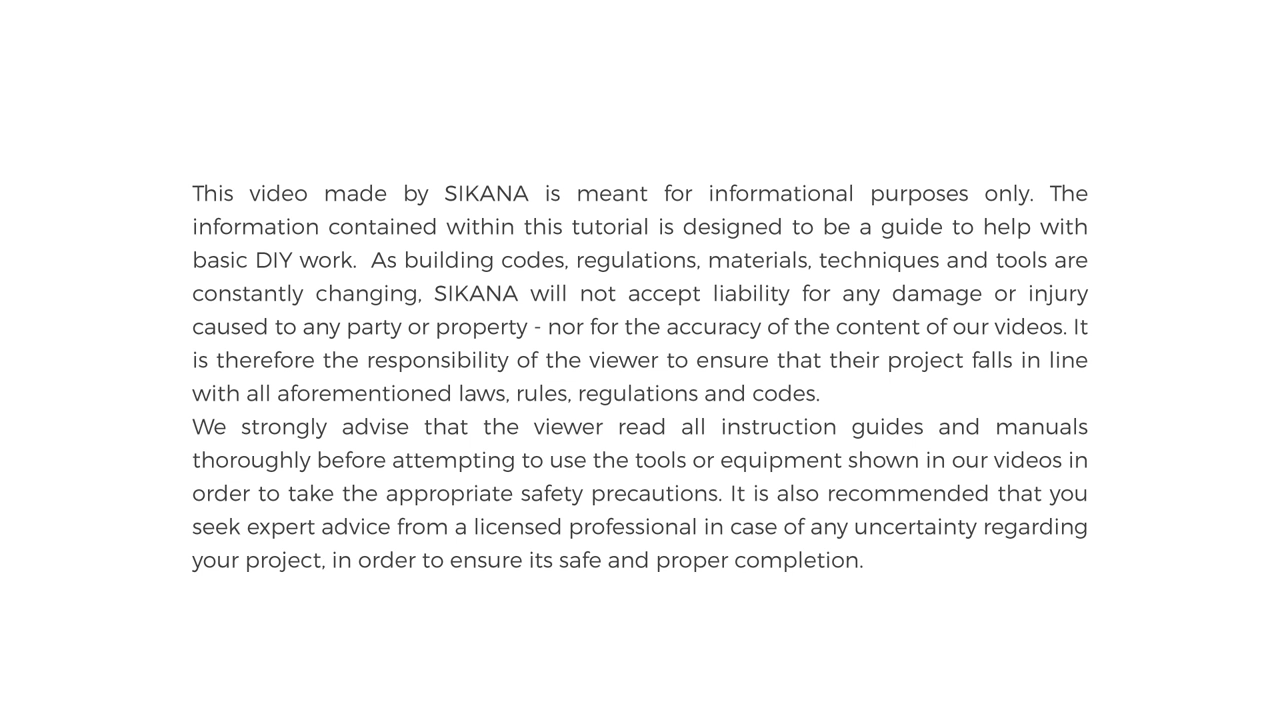 This video made by SIKANA is meant for informational purposes only. The
information contained within this tutorial is designed to be a guide to help with
basic DIY work.  As building codes, regulations, materials, techniques and tools are
constantly changing, SIKANA will not accept liability for any damage or injury
caused to any party or property - nor for the accuracy of the content of our videos. It
is therefore the responsibility of the viewer to ensure that their project falls in line
with all aforementioned laws, rules, regulations and codes.
We strongly advise that the viewer read all instruction guides and manuals
thoroughly before attempting to use the tools or equipment shown in our videos in
order to take the appropriate safety precautions. It is also recommended that you
seek expert advice from a licensed professional in case of any uncertainty regarding
your project, in order to ensure its safe and proper completion.